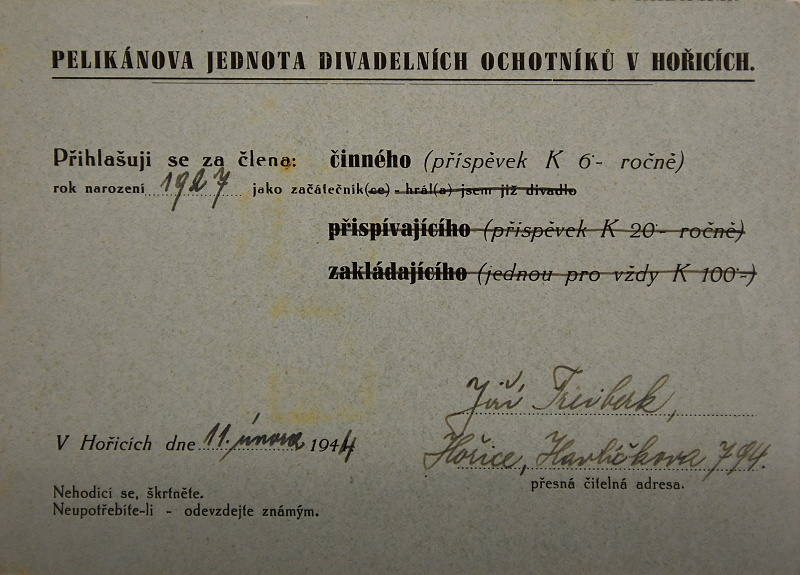 PELIKÁNOVA JEDNOTA DIVADELNÍCH OCHOTNÍKŮ V HOŘICÍCH.
Přihlašuji se za člena: činného (příspěvek K 6·- ročně)
rok narození 1927 jako začátečník(ce) - hrál(a) jsem již divadlo
přispívajícího (příspěvek K 20·- ročně)
zakládajícího (jednou pro vždy K 100·-)
Jiří
V Hořicích dne 11. února 1944
Hořice, Havlíčkova 794.
přesná čitelná adresa.
Nehodící se, škrtněte.
Neupotřebíte-li - odevzdejte známým.